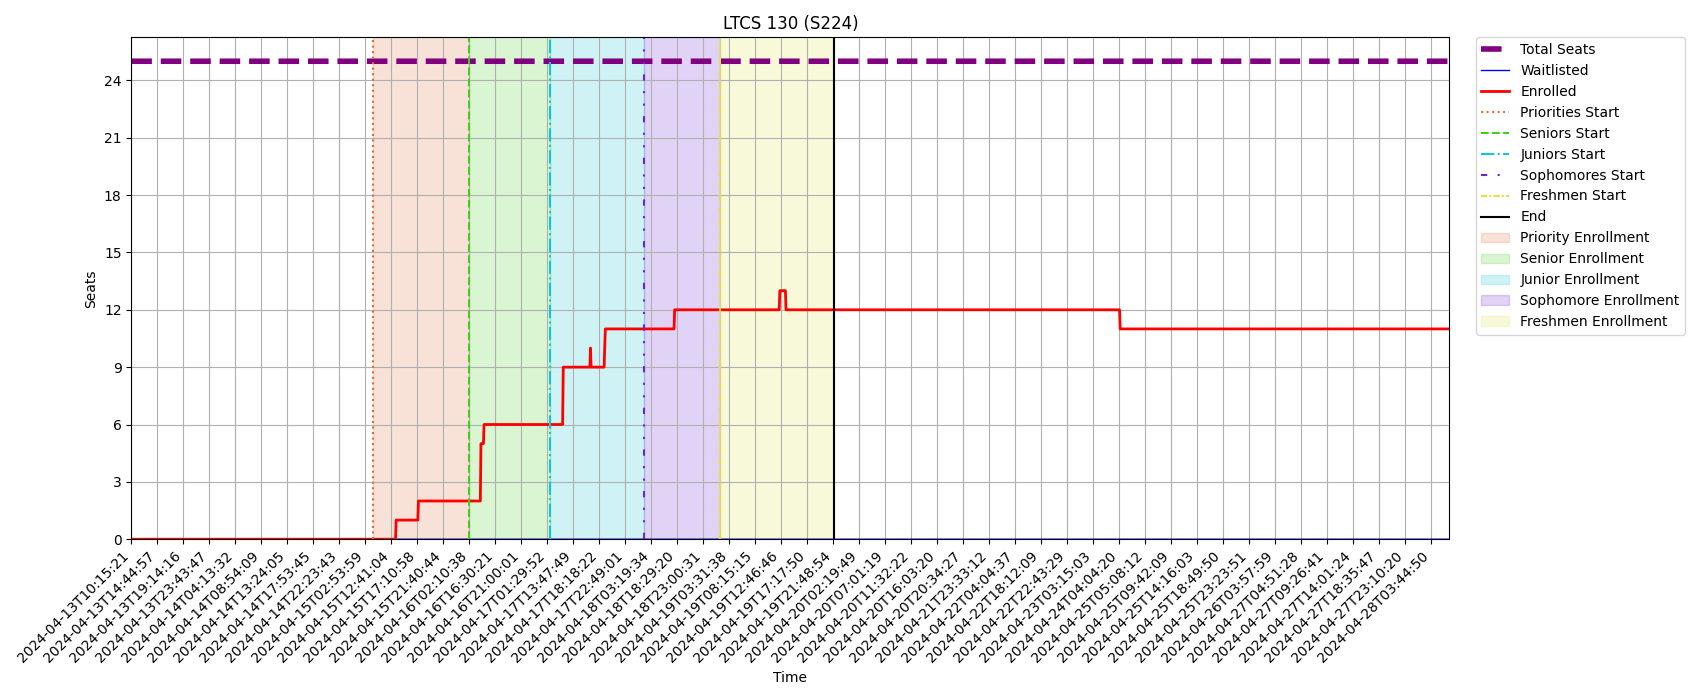 LTCS 130 (S224)
Seats
24
21
18
15
12
9
6
3
0
2024-04-13T10:15:21
2024-04-13T14:44:57
2024-04-13T19:14:16
2024-04-13T23:43:47
2024-04-14T04:13:32
2024-04-14T08:54:09
2024-04-14T13:24:05
2024-04-14T17:53:45
2024-04-14T22:23:43
2024-04-15T02:53:59
2024-04-15T12:41:04
2024-04-15T17:10:58
2024-04-15T21:40:44
2024-04-16T02:10:38
2024-04-16T16:30:21
2024-04-16T21:00:01
2024-04-17T01:29:52
2024-04-17T13:47:49
2024-04-17T18:18:22
2024-04-17T22:49:01
2024-04-18T03:19:34
2024-04-18T18:29:20
2024-04-18T23:00:31
2024-04-19T03:31:38
2024-04-19T08:15:15
2024-04-19T12:46:46
2024-04-19T17:17:50
2024-04-19T21:48:54
2024-04-20T02:19:49
2024-04-20T07:01:19
2024-04-20T11:32:22
2024-04-20T16:03:20
2024-04-20T20:34:27
2024-04-21T23:33:12
2024-04-22T04:04:37
2024-04-22T18:12:09
2024-04-22T22:43:29
2024-04-23T03:15:03
2024-04-24T04:04:20
2024-04-25T05:08:12
2024-04-25T09:42:09
2024-04-25T14:16:03
2024-04-25T18:49:50
2024-04-25T23:23:51
2024-04-26T03:57:59
2024-04-27T04:51:28
2024-04-27T09:26:41
2024-04-27T14:01:24
2024-04-27T18:35:47
2024-04-27T23:10:20
2024-04-28T03:44:50
Time
Total Seats
Waitlisted
Enrolled
Priorities Start
Seniors Start
Juniors Start
Sophomores Start
Freshmen Start
End
Priority Enrollment
Senior Enrollment
Junior Enrollment
Sophomore Enrollment
Freshmen Enrollment